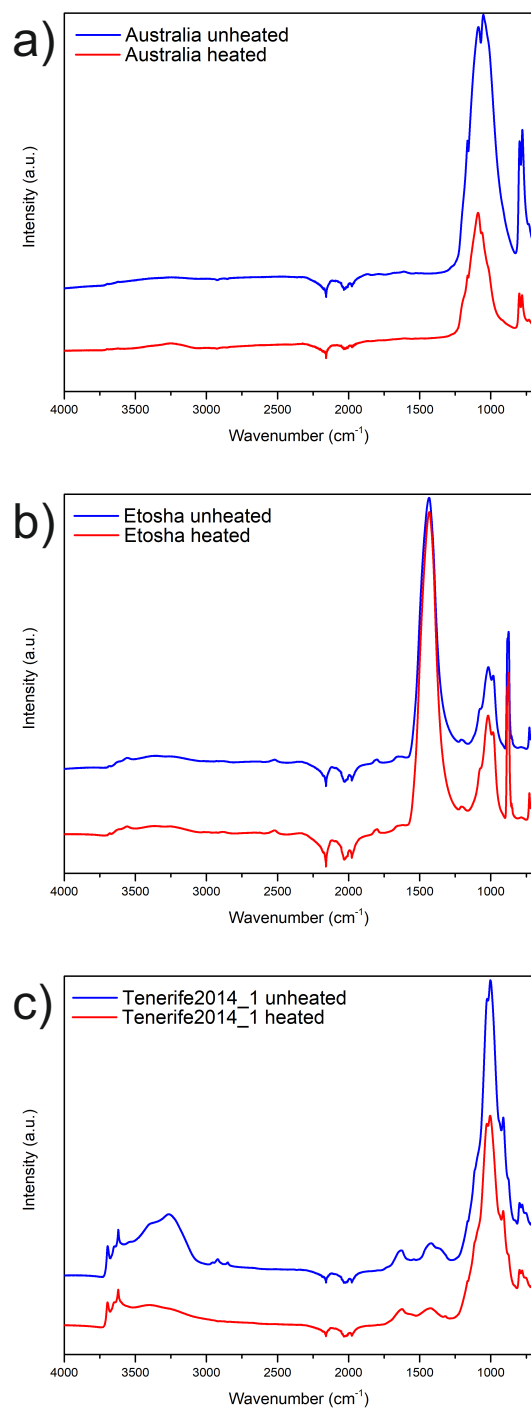 a)
Australia unheated
Australia heated
Intensity (a.u.)
4000 3500 3000 2500 2000 1500 1000
Wavenumber (cm⁻¹)
b)
Etosha unheated
Etosha heated
Intensity (a.u.)
4000 3500 3000 2500 2000 1500 1000
Wavenumber (cm⁻¹)
c)
Tenerife2014_1 unheated
Tenerife2014_1 heated
Intensity (a.u.)
4000 3500 3000 2500 2000 1500 1000
Wavenumber (cm⁻¹)